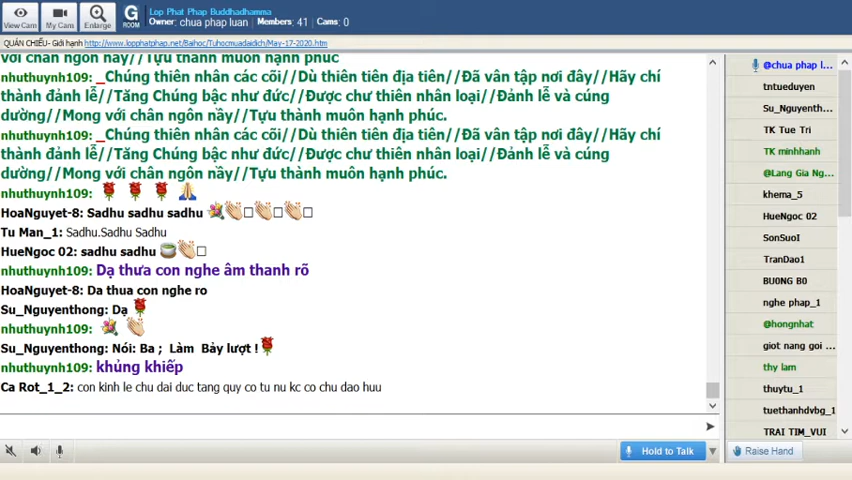 Lop Phat Phap Buddhadhamma
Owner: chua phap luan Members: 41 Cams: 0
View Cam My Cam Enlarge G ROOM
QUÁN CHIẾU- Giới hạnh http://www.lopphatphap.net/Baihoc/Tuhocmuadaidich/May-17-2020.htm
với chân ngôn nầy//Tựu thành muôn hạnh phúc
nhuthuynh109: _Chúng thiên nhân các cõi//Dù thiên tiên địa tiên//Đã vân tập nơi đây//Hãy chí
thành đảnh lễ//Tăng Chúng bậc như đức//Được chư thiên nhân loại//Đảnh lễ và cúng
dường//Mong với chân ngôn nầy//Tựu thành muôn hạnh phúc.
nhuthuynh109: _Chúng thiên nhân các cõi//Dù thiên tiên địa tiên//Đã vân tập nơi đây//Hãy chí
thành đảnh lễ//Tăng Chúng bậc như đức//Được chư thiên nhân loại//Đảnh lễ và cúng
dường//Mong với chân ngôn nầy//Tựu thành muôn hạnh phúc.
nhuthuynh109:
HoaNguyet-8: Sadhu sadhu sadhu
Tu Man_1: Sadhu.Sadhu Sadhu
HueNgoc 02: sadhu sadhu
nhuthuynh109: Dạ thưa con nghe âm thanh rõ
HoaNguyet-8: Da thua con nghe ro
Su_Nguyenthong: Dạ
nhuthuynh109:
Su_Nguyenthong: Nói: Ba ; Làm Bảy lượt !
nhuthuynh109: khủng khiếp
Ca Rot_1_2: con kinh le chu dai duc tang quy co tu nu kc co chu dao huu
Hold to Talk
@chua phap l...
tntueduyen
Su_Nguyenth...
TK Tue Tri
TK minhhanh
@Lang Gia Ng...
khema_5
HueNgoc 02
SonSuoI
TranDao1
BU0NG B0
nghe phap_1
@hongnhat
giot nang goi ...
thy lam
thuytu_1
tuethanhdvbg_1
TRAI TIM_VUI
Raise Hand